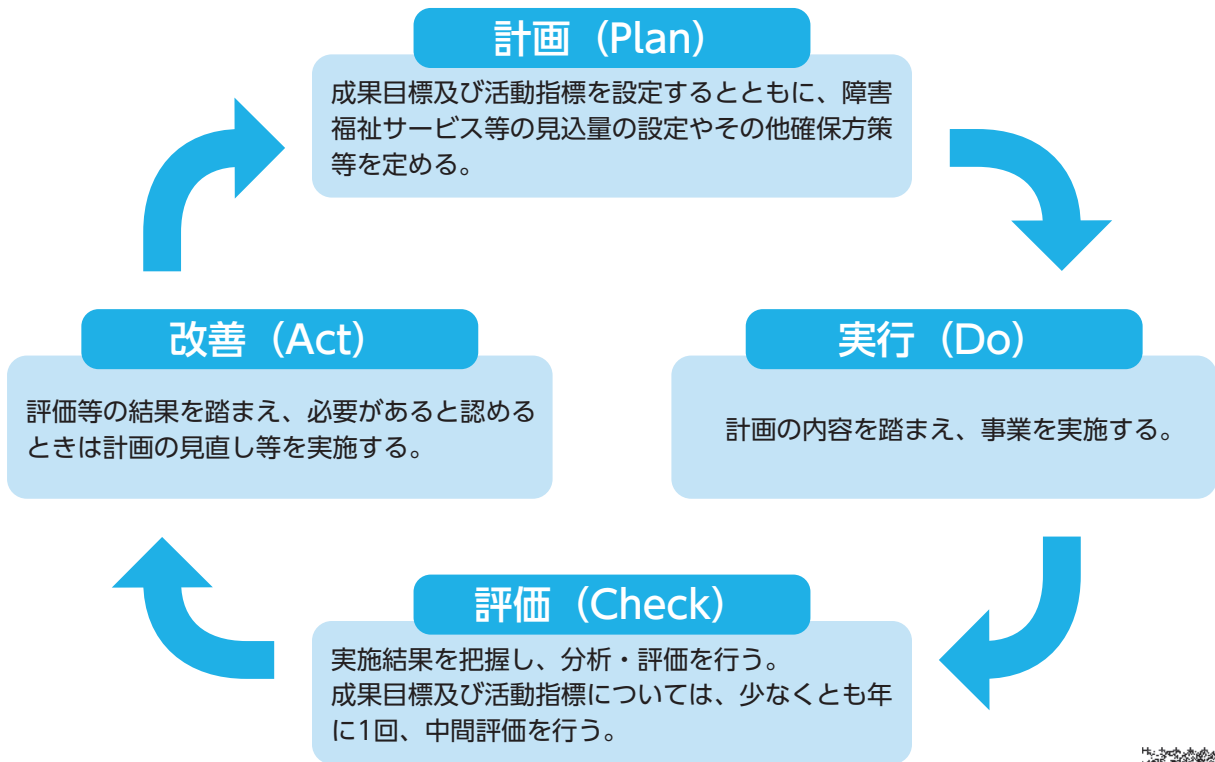 計画（Plan）
成果目標及び活動指標を設定するとともに、障害
福祉サービス等の見込量の設定やその他確保方策
等を定める。
改善（Act）
評価等の結果を踏まえ、必要があると認める
ときは計画の見直し等を実施する。
実行（Do）
計画の内容を踏まえ、事業を実施する。
評価（Check）
実施結果を把握し、分析・評価を行う。
成果目標及び活動指標については、少なくとも年
に1回、中間評価を行う。